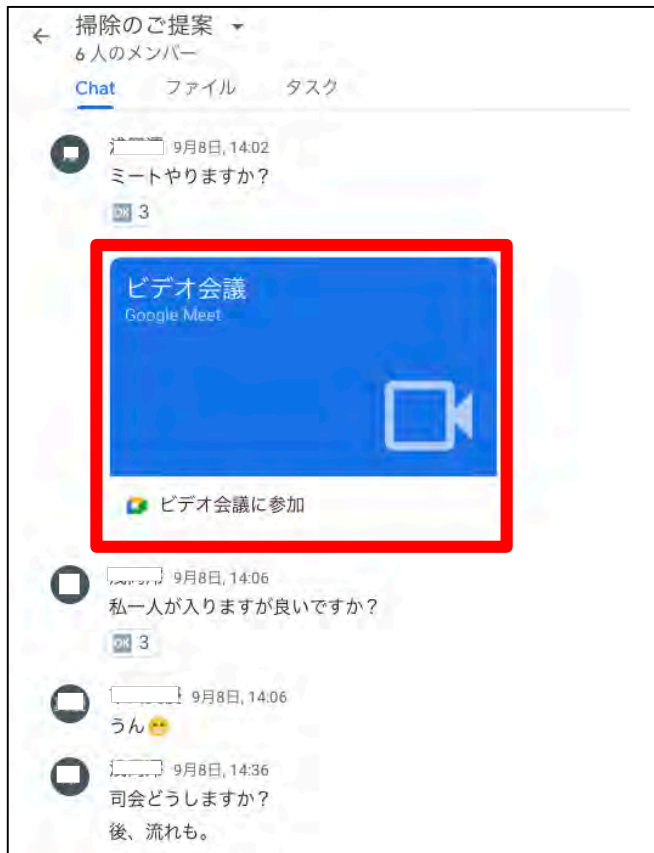 掃除のご提案
6人のメンバー
Chat ファイル タスク
9月8日, 14:02
ミートやりますか？
OK 3
ビデオ会議
Google Meet
ビデオ会議に参加
9月8日, 14:06
私一人が入りますが良いですか？
OK 3
9月8日, 14:06
うん😁
9月8日, 14:36
司会どうしますか？
後、流れも。